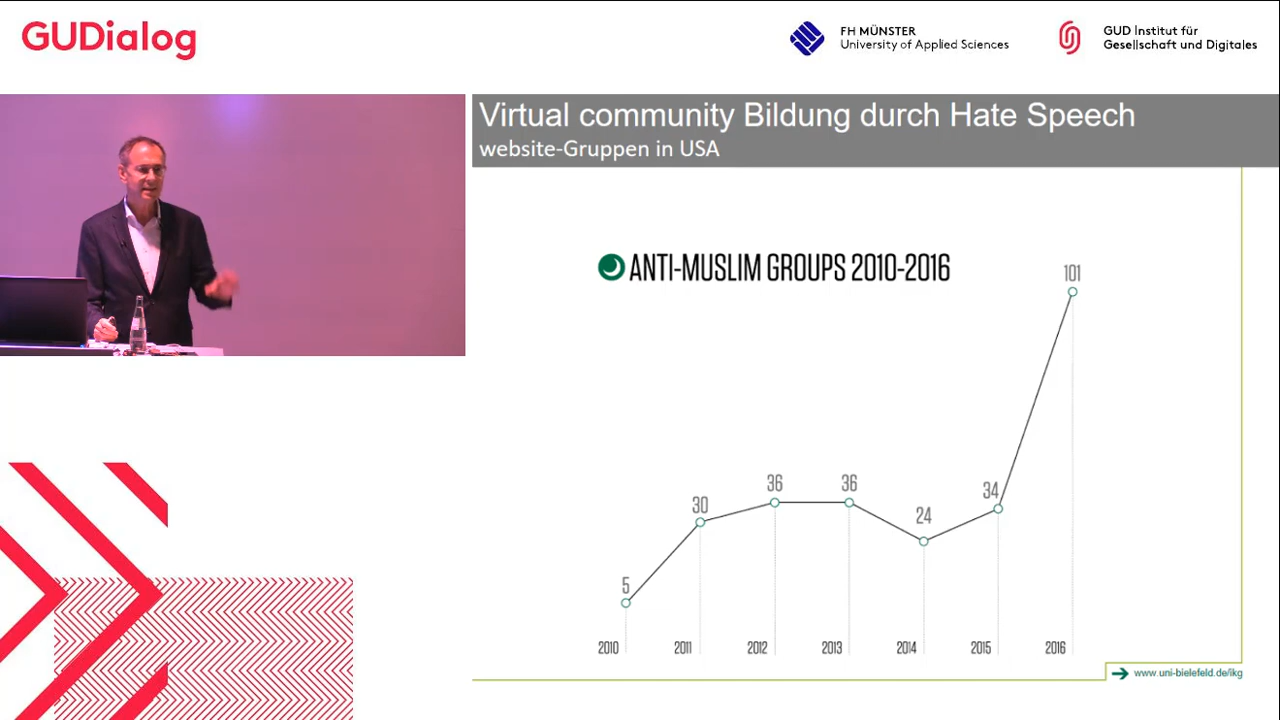 GUDialog
FH MÜNSTER
University of Applied Sciences
GUD Institut für
Gesellschaft und Digitales
Virtual community Bildung durch Hate Speech
website-Gruppen in USA
ANTI-MUSLIM GROUPS 2010-2016
101
36
36
34
30
24
5
2010
2011
2012
2013
2014
2015
2016
www.uni-bielefeld.de/ikg